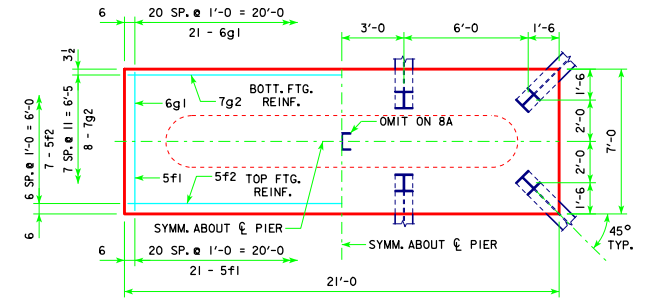 6 20 SP. @ 1'-0 = 20'-0
21 - 6g1
3'-0 6'-0 1'-6
3 1/2
6 SP. @ 1'-0 = 6'-0
7 - 5f2
7 SP @ 11 = 6'-5
8 - 7g2
6
BOTT. FTG.
REINF.
6g1 7g2
OMIT ON 8A
1'-6
2'-0
2'-0
1'-6
7'-0
5f1 5f2 TOP FTG.
REINF.
SYMM. ABOUT ℄ PIER
SYMM. ABOUT ℄ PIER
45°
TYP.
6 20 SP. @ 1'-0 = 20'-0
21 - 5f1
21'-0